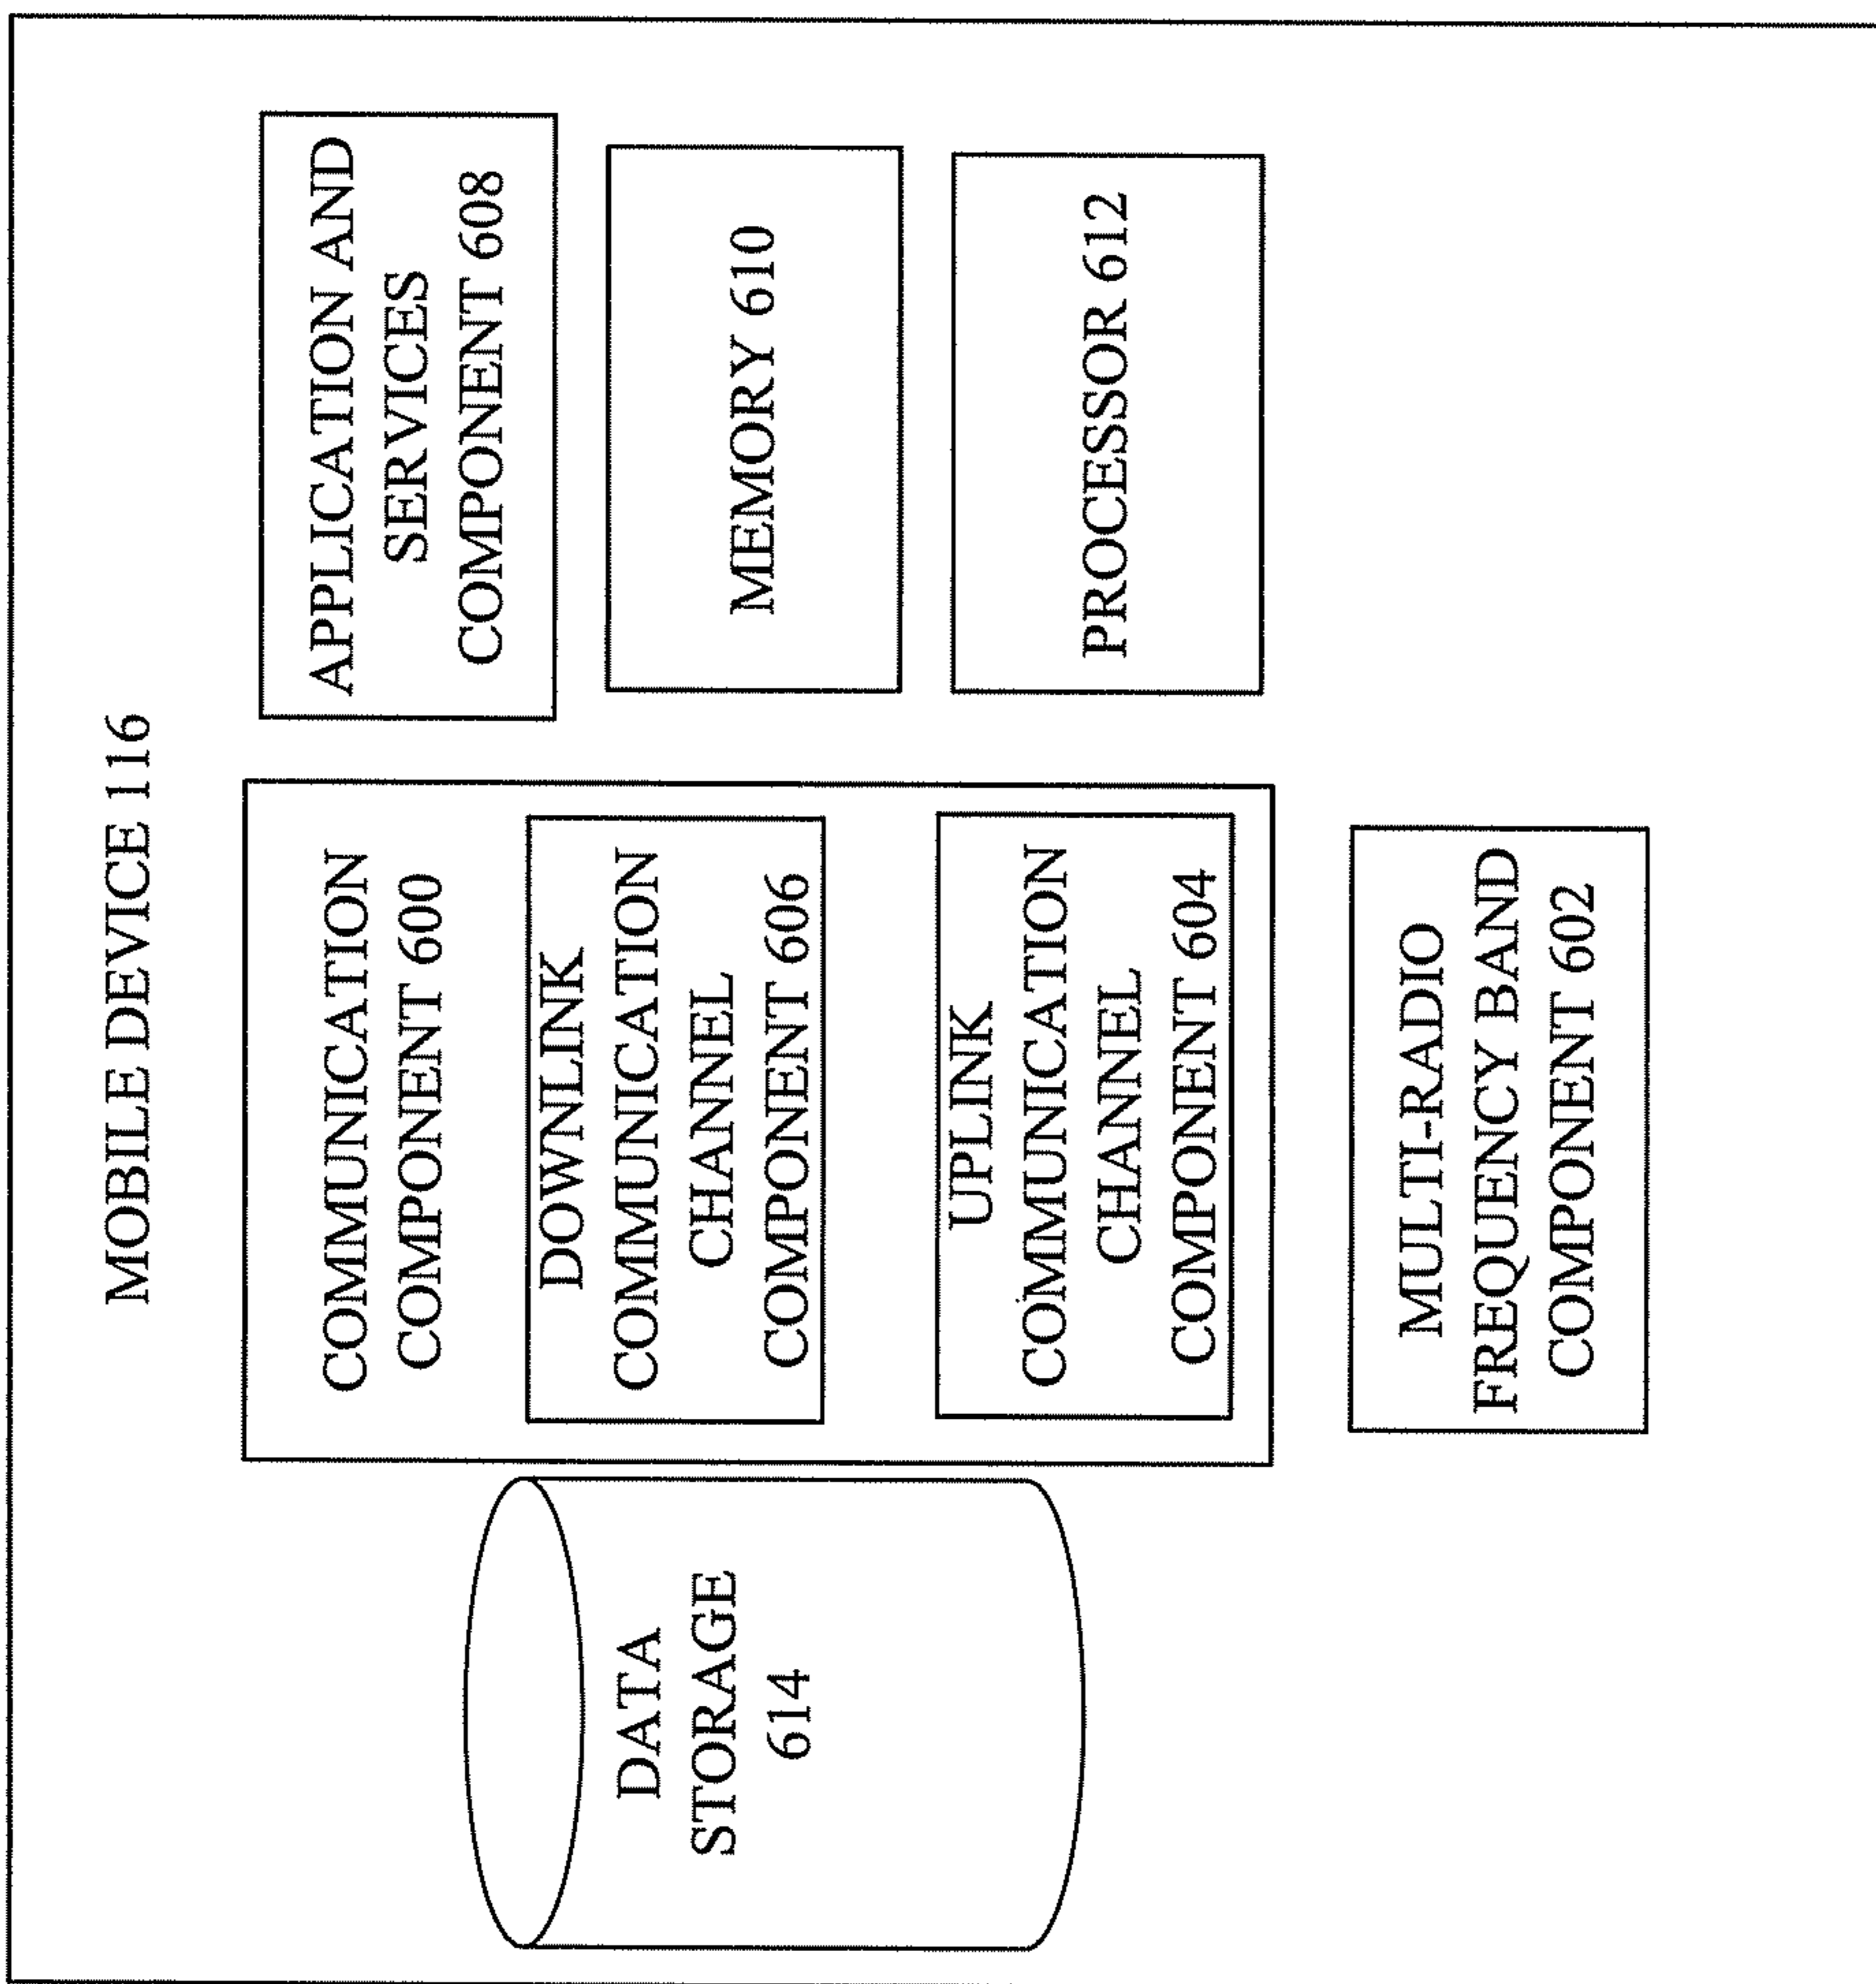 MOBILE DEVICE 1116
DATA
STORAGE
614
COMMUNICATION
COMPONENT 600
DOWNLINK
COMMUNICATION
CHANNEL
COMPONENT 606
UPLINK
COMMUNICATION
CHANNEL
COMPONENT 604
MULTI-RADIO
FREQUENCY BAND
COMPONENT 602
APPLICATION AND
SERVICES
COMPONENT 608
MEMORY 610
PROCESSOR 612